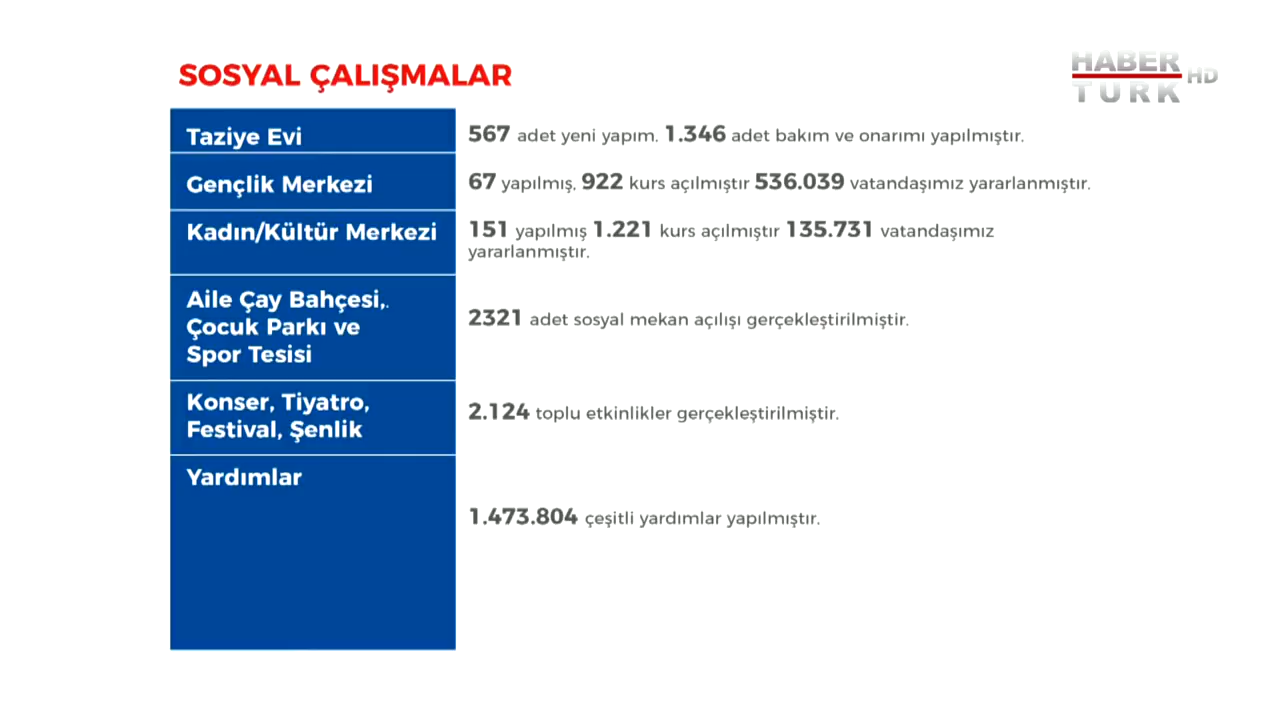 SOSYAL ÇALIŞMALAR
HABER
TURK HD
Taziye Evi
567 adet yeni yapım. 1.346 adet bakım ve onarımı yapılmıştır.
Gençlik Merkezi
67 yapılmış, 922 kurs açılmıştır 536.039 vatandaşımız yararlanmıştır.
Kadın/Kültür Merkezi
151 yapılmış 1.221 kurs açılmıştır 135.731 vatandaşımız
yararlanmıştır.
Aile Çay Bahçesi,.
Çocuk Parkı ve
Spor Tesisi
2321 adet sosyal mekan açılışı gerçekleştirilmiştir.
Konser, Tiyatro,
Festival, Şenlik
2.124 toplu etkinlikler gerçekleştirilmiştir.
Yardımlar
1.473.804 çeşitli yardımlar yapılmıştır.